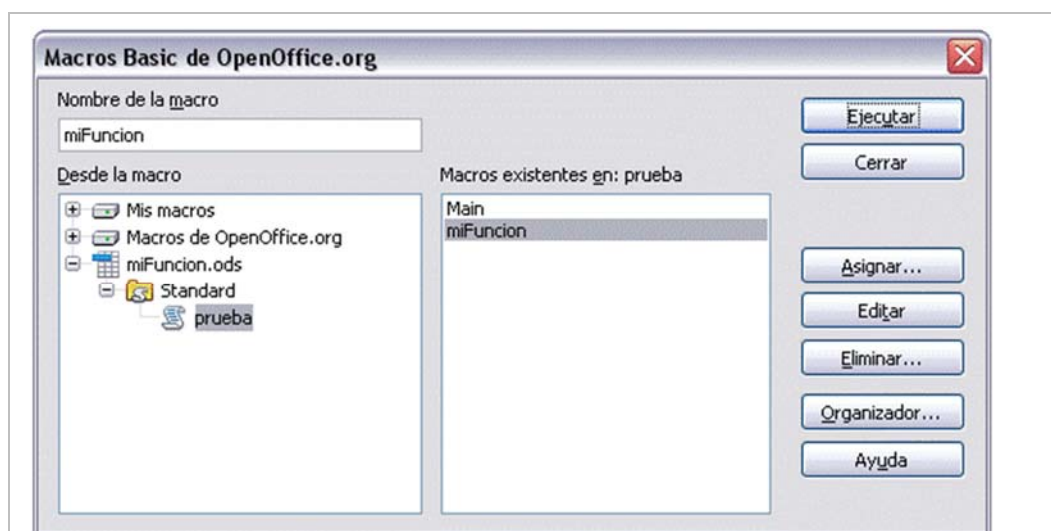 Macros Basic de OpenOffice.org
Nombre de la macro
miFuncion
Desde la macro
Mis macros
Macros de OpenOffice.org
miFuncion.ods
Standard
prueba
Macros existentes en: prueba
Main
miFuncion
Ejecutar
Cerrar
Asignar...
Editar
Eliminar...
Organizador...
Ayuda